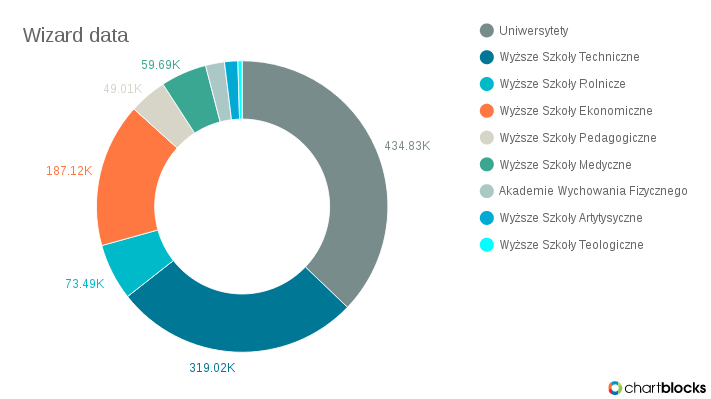 Wizard data
59.69K
49.01K
434.83K
187.12K
73.49K
319.02K
Uniwersytety
Wyższe Szkoły Techniczne
Wyższe Szkoły Rolnicze
Wyższe Szkoły Ekonomiczne
Wyższe Szkoły Pedagogiczne
Wyższe Szkoły Medyczne
Akademie Wychowania Fizycznego
Wyższe Szkoły Artytysyczne
Wyższe Szkoły Teologiczne
chartblocks